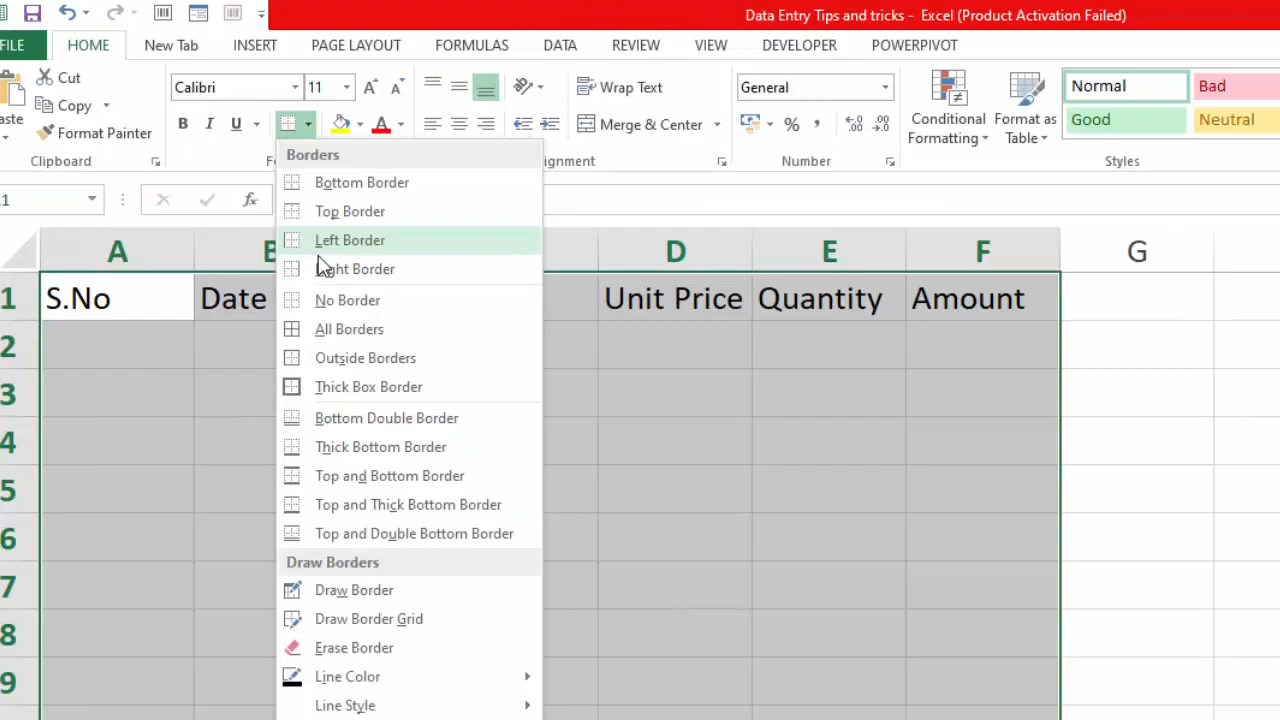 Data Entry Tips and tricks - Excel (Product Activation Failed)
FILE HOME New Tab INSERT PAGE LAYOUT FORMULAS DATA REVIEW VIEW DEVELOPER POWERPIVOT
Cut
Copy
Format Painter
Clipboard
Calibri 11
B I U
Wrap Text
Merge & Center
General
% ,
Number
Conditional Formatting
Format as Table
Normal Bad
Good Neutral
Styles
fx
Borders
Bottom Border
Top Border
Left Border
Right Border
No Border
All Borders
Outside Borders
Thick Box Border
Bottom Double Border
Thick Bottom Border
Top and Bottom Border
Top and Thick Bottom Border
Top and Double Bottom Border
Draw Borders
Draw Border
Draw Border Grid
Erase Border
Line Color
Line Style
A D E F G
1 S.No Date Unit Price Quantity Amount
2
3
4
5
6
7
8
9